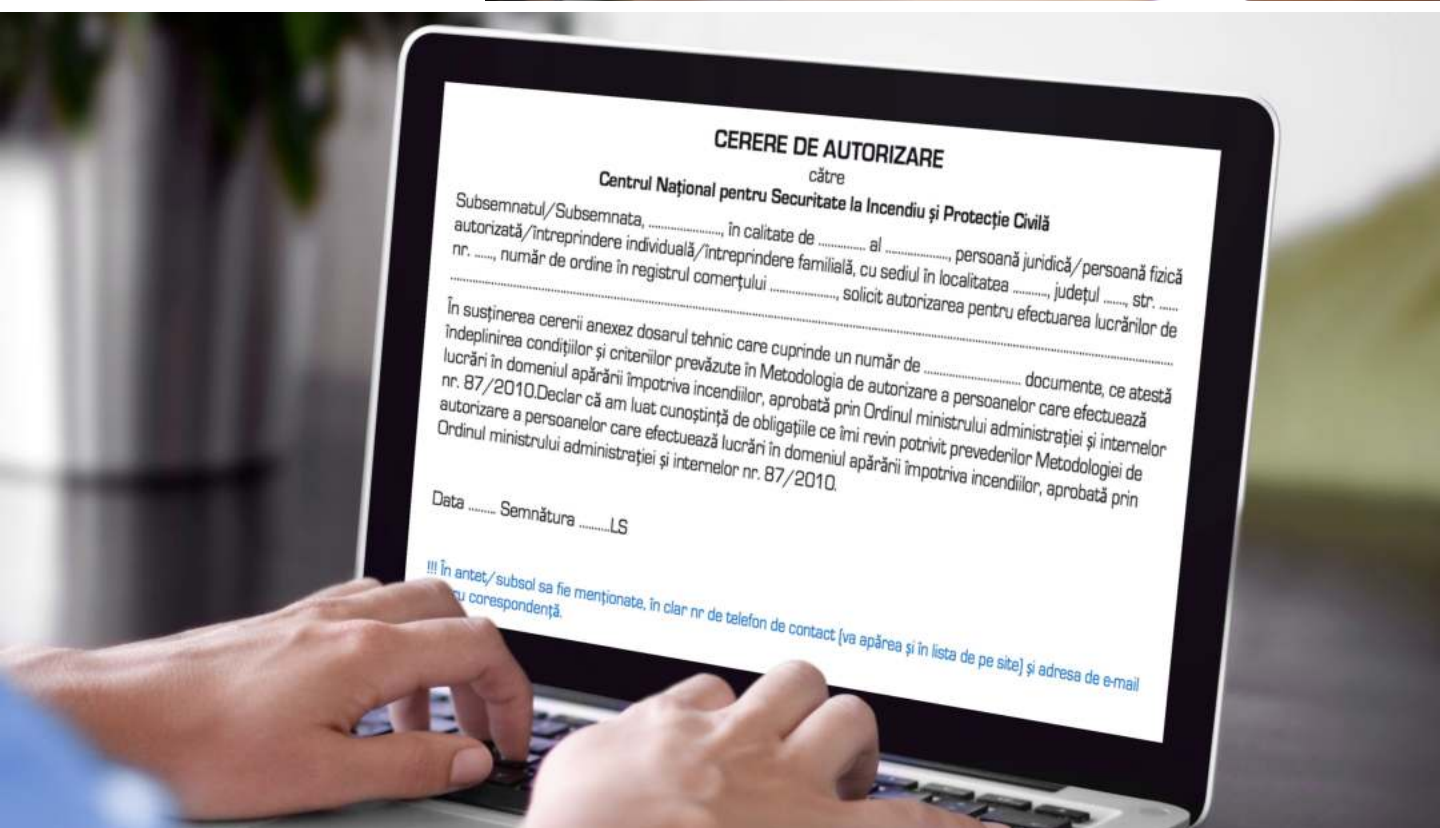 CERERE DE AUTORIZARE
către
Centrul Național pentru Securitate la Incendiu și Protecție Civilă
Subsemnatul/Subsemnata, ......................, în calitate de .............. al ..................., persoană juridică/persoană fizică
autorizată/întreprindere individuală/întreprindere familială, cu sediul în localitatea .........., județul ......, str. ......
nr. ......, număr de ordine în registrul comerțului ...................., solicit autorizarea pentru efectuarea lucrărilor de
......................................................................................................................................................
În susținerea cererii anexez dosarul tehnic care cuprinde un număr de ............................. documente, ce atestă
îndeplinirea condițiilor și criteriilor prevăzute în Metodologia de autorizare a persoanelor care efectuează
lucrări în domeniul apărării împotriva incendiilor, aprobată prin Ordinul ministrului administrației și internelor
nr. 87/2010.Declar că am luat cunoștință de obligațiile ce îmi revin potrivit prevederilor Metodologiei de
autorizare a persoanelor care efectuează lucrări în domeniul apărării împotriva incendiilor, aprobată prin
Ordinul ministrului administrației și internelor nr. 87/2010.
Data ........ Semnătura .........LS
!!! În antet/subsol sa fie menționate, în clar nr de telefon de contact (va apărea și în lista de pe site) și adresa de e-mail
corespondență.